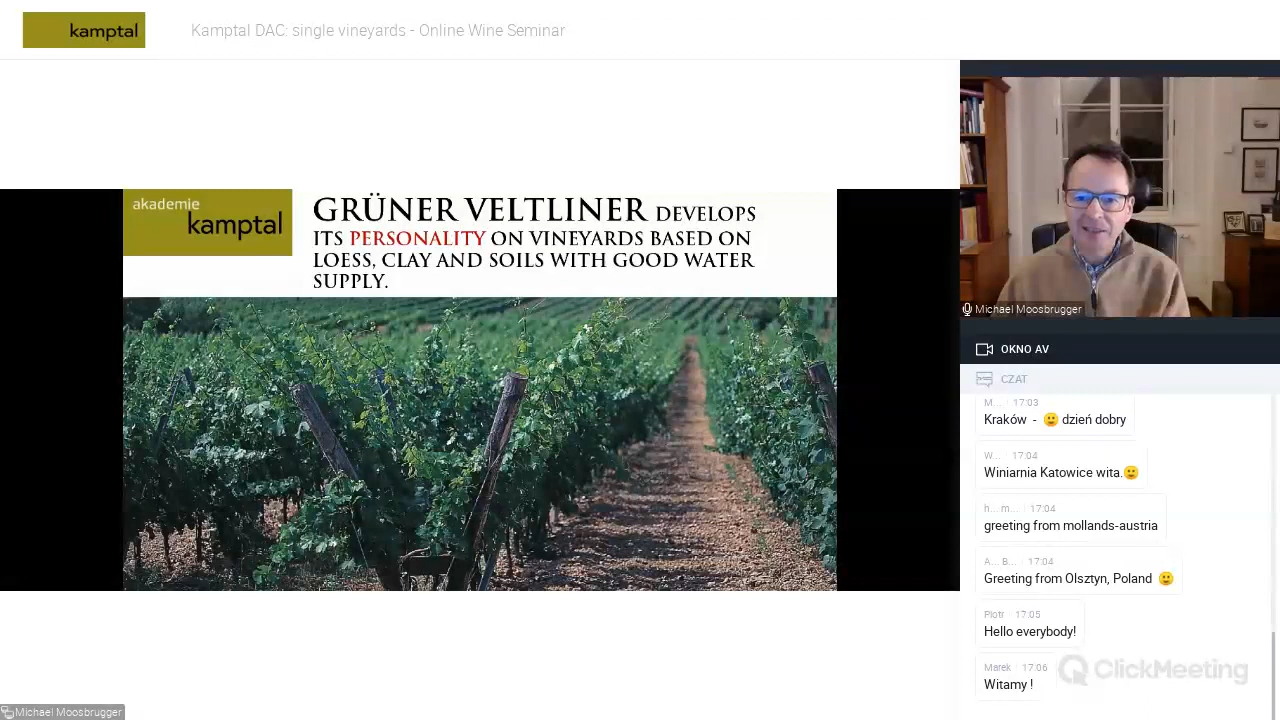 kamptal
Kamptal DAC: single vineyards - Online Wine Seminar
akademie
kamptal
GRÜNER VELTLINER DEVELOPS
ITS PERSONALITY ON VINEYARDS BASED ON
LOESS, CLAY AND SOILS WITH GOOD WATER
SUPPLY.
Michael Moosbrugger
OKNO AV
CZAT
M... 17:03
Kraków - 🙂 dzień dobry
W... 17:04
Winiarnia Katowice wita.🙂
h... m... 17:04
greeting from mollands-austria
A... B... 17:04
Greeting from Olsztyn, Poland 🙂
Piotr 17:05
Hello everybody!
Marek 17:06
Witamy !
ClickMeeting
Michael Moosbrugger